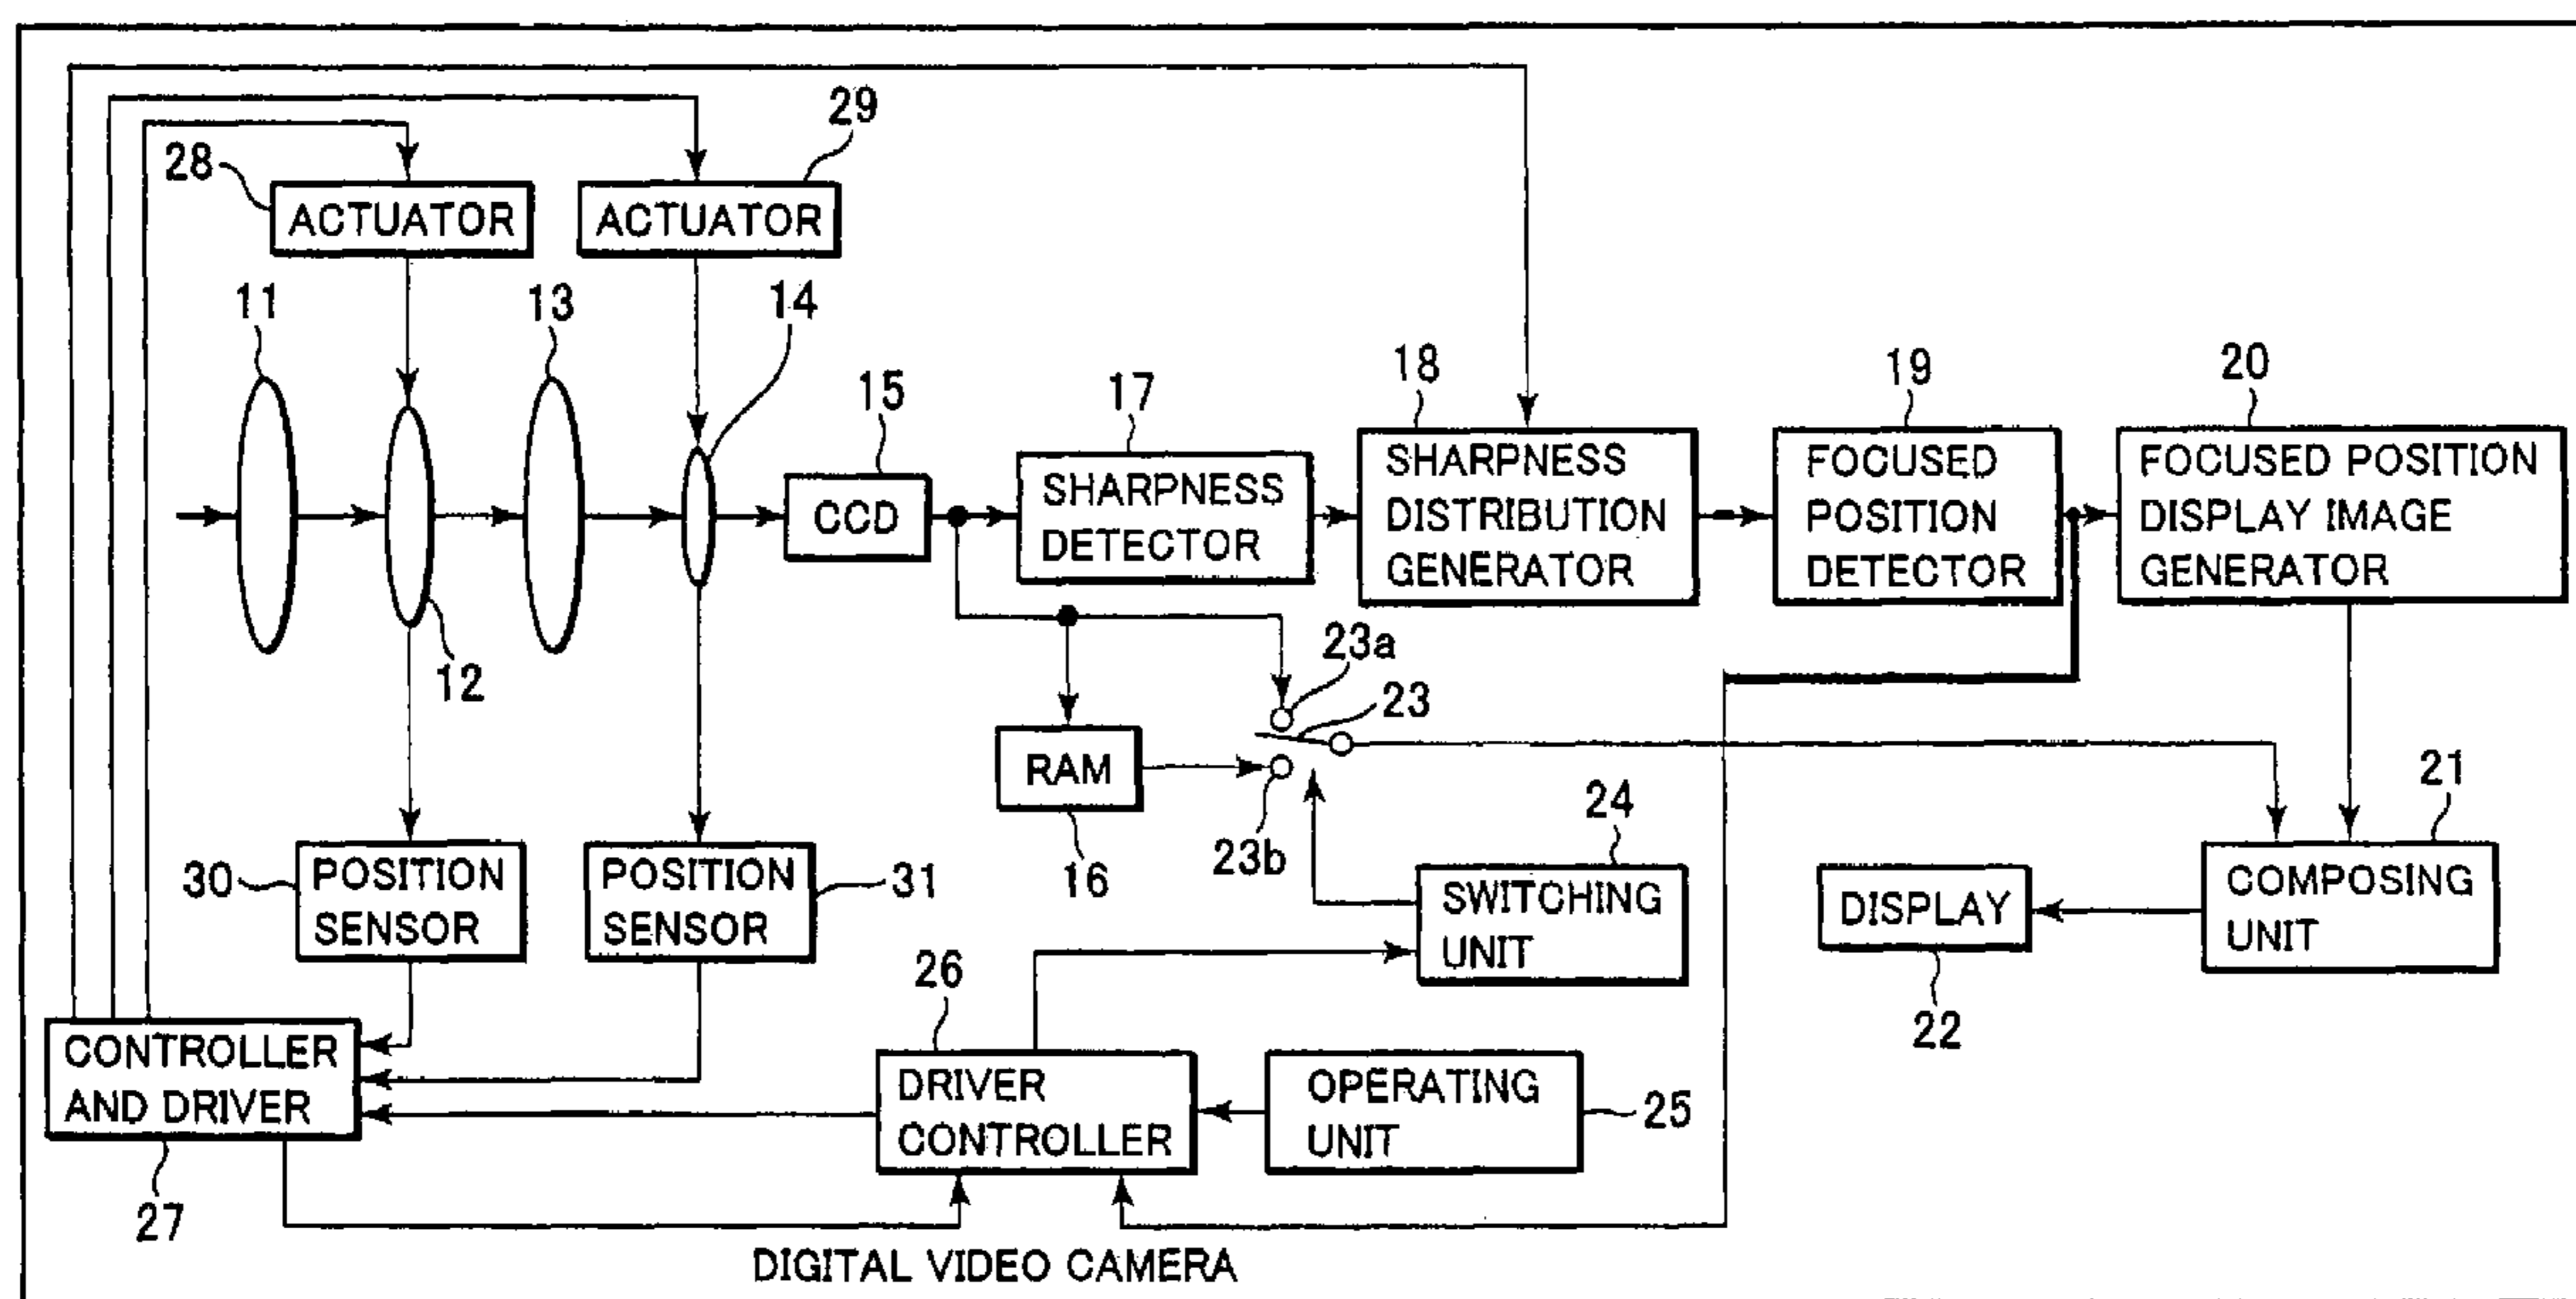 29
28
ACTUATOR
ACTUATOR
11
13
14
15
17
18
19
20
CCD
SHARPNESS
DETECTOR
SHARPNESS
DISTRIBUTION
GENERATOR
FOCUSED
POSITION
DETECTOR
FOCUSED POSITION
DISPLAY IMAGE
GENERATOR
12
23a
23
RAM
16
23b
24
21
30
POSITION
SENSOR
POSITION
SENSOR
31
SWITCHING
UNIT
DISPLAY
22
COMPOSING
UNIT
26
CONTROLLER
AND DRIVER
27
DRIVER
CONTROLLER
OPERATING
UNIT
25
DIGITAL VIDEO CAMERA